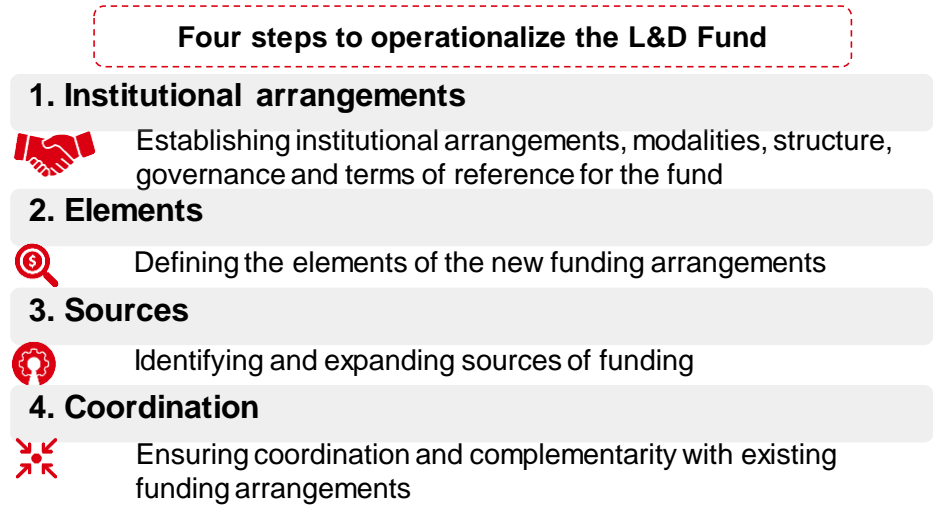 Four steps to operationalize the L&D Fund
1. Institutional arrangements
Establishing institutional arrangements, modalities, structure,
governance and terms of reference for the fund
2. Elements
Defining the elements of the new funding arrangements
3. Sources
Identifying and expanding sources of funding
4. Coordination
Ensuring coordination and complementarity with existing
funding arrangements